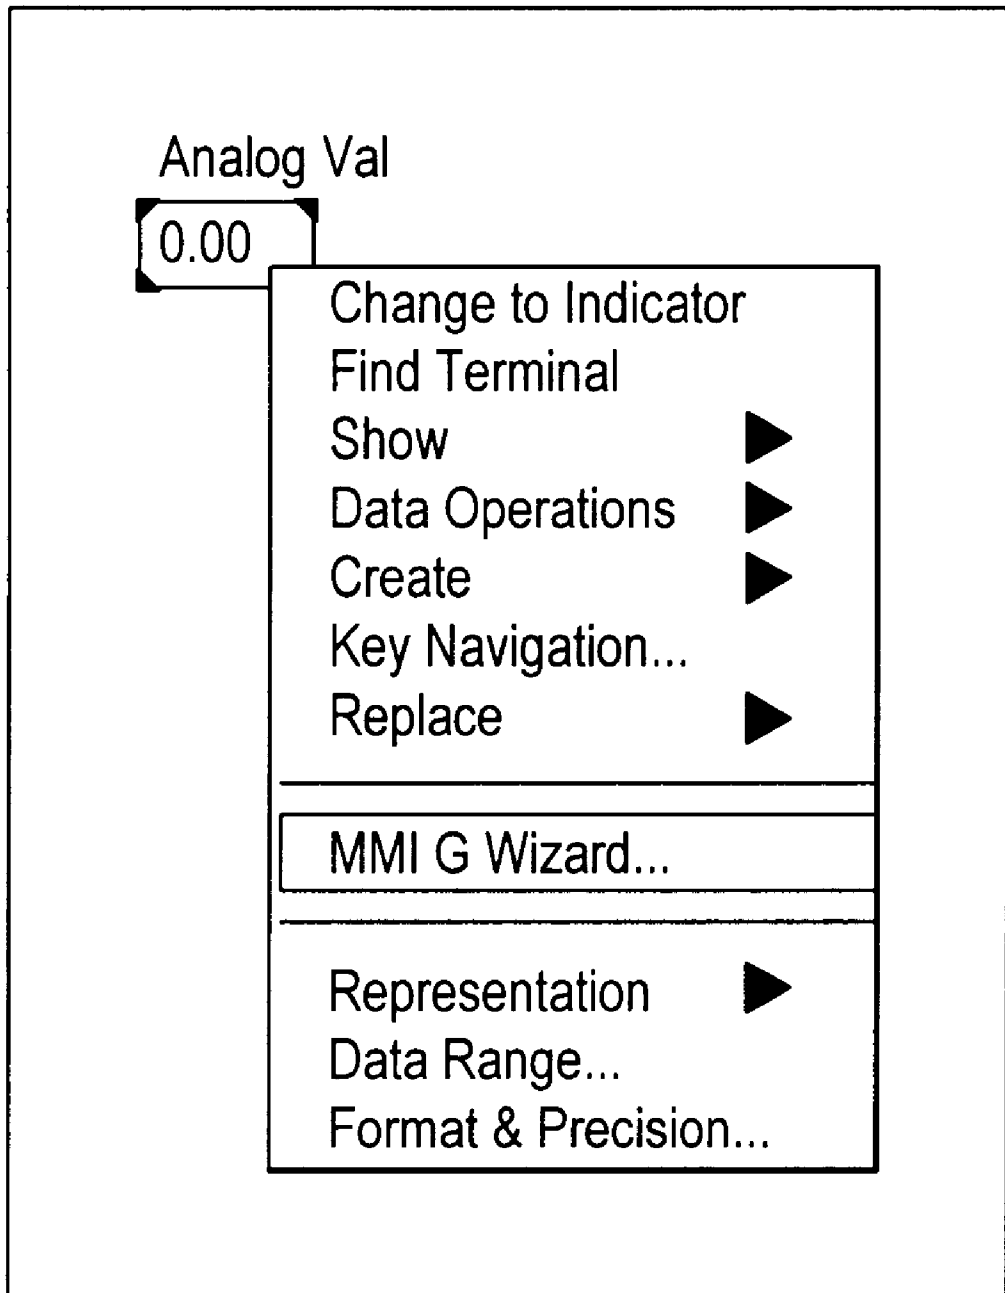 Analog Val
0.00
Change to Indicator
Find Terminal
Show
Data Operations
Create
Key Navigation...
Replace
MMI G Wizard...
Representation
Data Range...
Format & Precision...